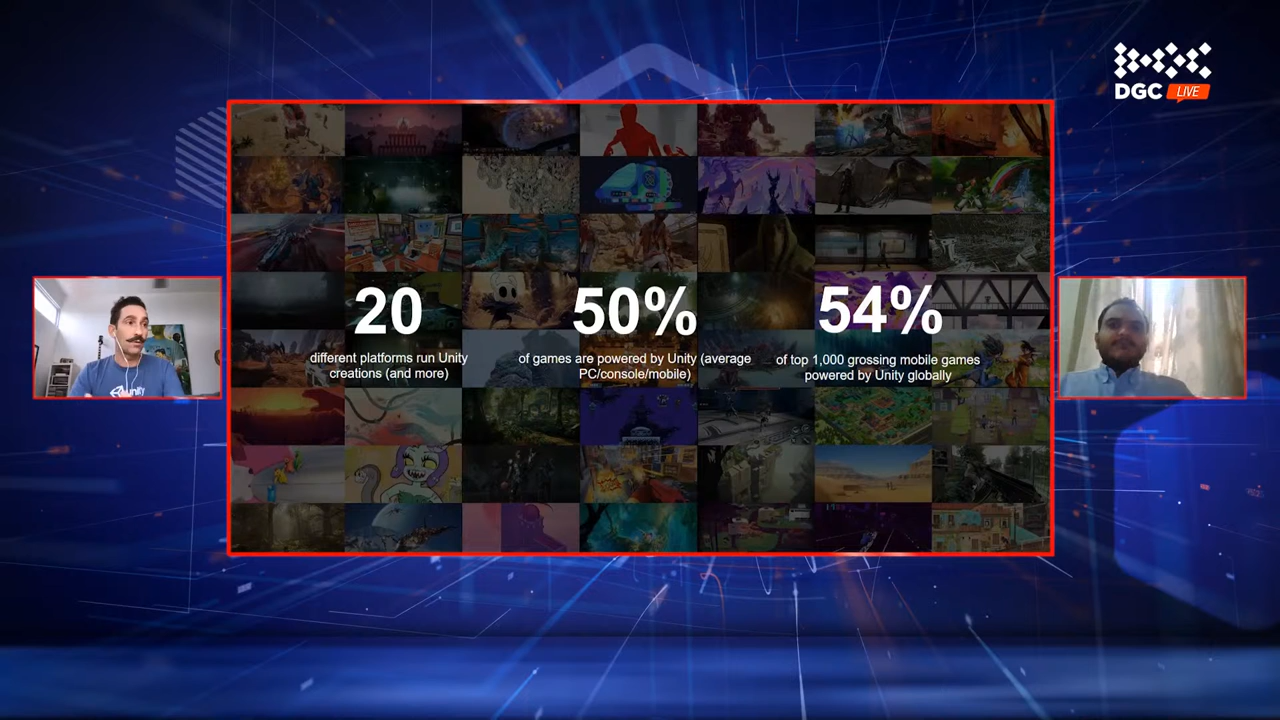 DGC LIVE
20
different platforms run Unity
creations (and more)
50%
of games are powered by Unity (average
PC/console/mobile)
54%
of top 1,000 grossing mobile games
powered by Unity globally
unity